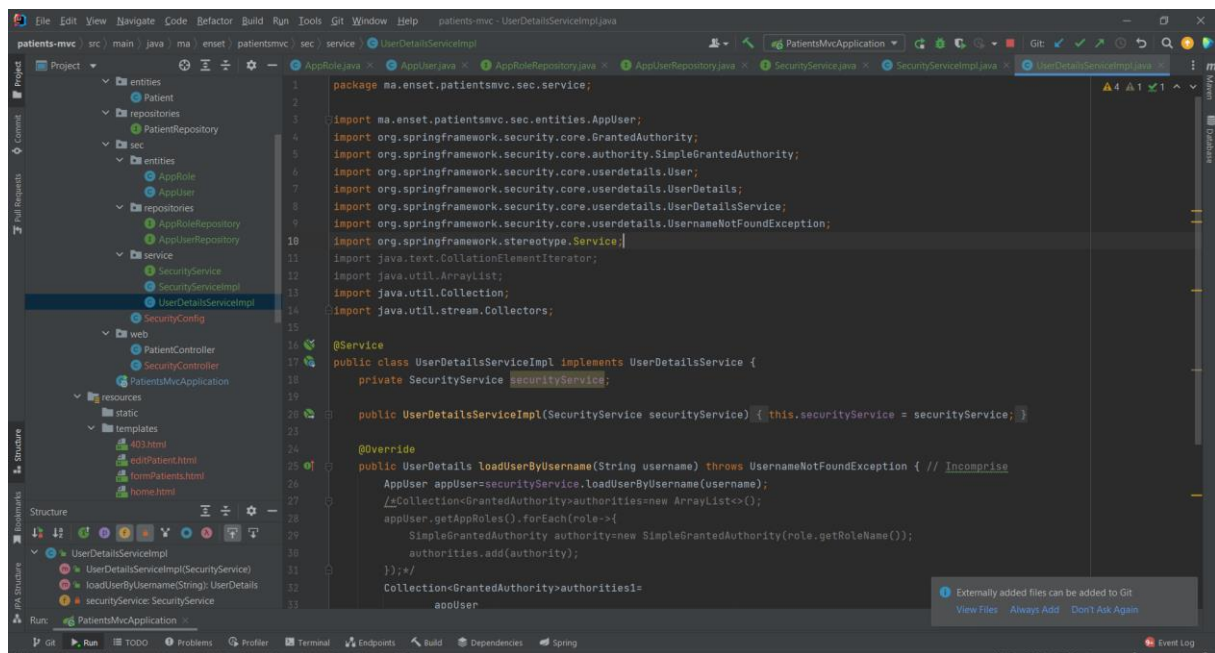 File Edit View Navigate Code Refactor Build Run Tools Git Window Help patients-mvc - UserDetailsServiceImpl.java
patients-mvc src main java ma enset patientsmvc sec service UserDetailsServiceImpl PatientsMvcApplication Git:
Project AppRole.java AppUser.java AppRoleRepository.java AppUserRepository.java SecurityService.java SecurityServiceImpl.java UserDetailsServiceImpl.java
Project
Commit
Pull Requests
Structure
Bookmarks
JPA Structure
Maven
Database
entities
Patient
repositories
PatientRepository
sec
entities
AppRole
AppUser
repositories
AppRoleRepository
AppUserRepository
service
SecurityService
SecurityServiceImpl
UserDetailsServiceImpl
SecurityConfig
web
PatientController
SecurityController
PatientsMvcApplication
resources
static
templates
403.html
editPatient.html
formPatients.html
home.html
Structure
UserDetailsServiceImpl
UserDetailsServiceImpl(SecurityService)
loadUserByUsername(String): UserDetails
securityService: SecurityService
4 1 1
1 package ma.enset.patientsmvc.sec.service;
2
3 import ma.enset.patientsmvc.sec.entities.AppUser;
4 import org.springframework.security.core.GrantedAuthority;
5 import org.springframework.security.core.authority.SimpleGrantedAuthority;
6 import org.springframework.security.core.userdetails.User;
7 import org.springframework.security.core.userdetails.UserDetails;
8 import org.springframework.security.core.userdetails.UserDetailsService;
9 import org.springframework.security.core.userdetails.UsernameNotFoundException;
10 import org.springframework.stereotype.Service;
11 import java.text.CollationElementIterator;
12 import java.util.ArrayList;
13 import java.util.Collection;
14 import java.util.stream.Collectors;
15
16 @Service
17 public class UserDetailsServiceImpl implements UserDetailsService {
18 private SecurityService securityService;
19
20 public UserDetailsServiceImpl(SecurityService securityService) { this.securityService = securityService; }
23
24 @Override
25 public UserDetails loadUserByUsername(String username) throws UsernameNotFoundException { // Incomprise
26 AppUser appUser=securityService.loadUserByUsername(username);
27 /*Collection<GrantedAuthority>authorities=new ArrayList<>();
28 appUser.getAppRoles().forEach(role->{
29 SimpleGrantedAuthority authority=new SimpleGrantedAuthority(role.getRoleName());
30 authorities.add(authority);
31 });*/
32 Collection<GrantedAuthority>authorities1=
33 appUser
Externally added files can be added to Git
View Files Always Add Don't Ask Again
Run: PatientsMvcApplication
Git Run TODO Problems Profiler Terminal Endpoints Build Dependencies Spring Event Log